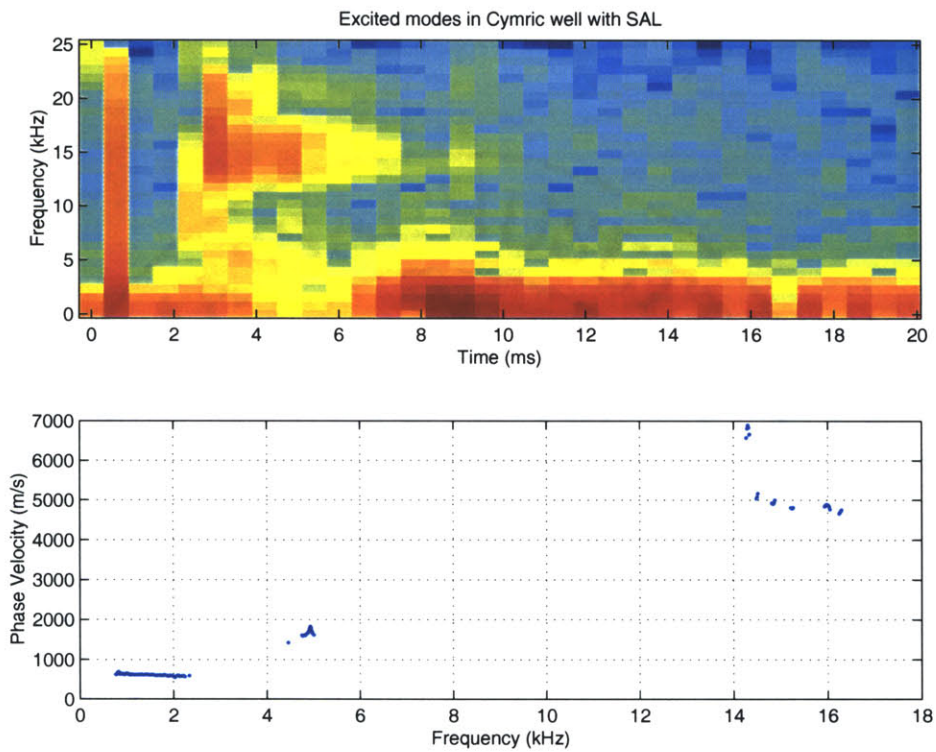 Excited modes in Cymric well with SAL
25
20
15
10
5
0
Frequency (kHz)
0 2 4 6 8 10 12 14 16 18 20
Time (ms)
7000
6000
5000
4000
3000
2000
1000
0
Phase Velocity (m/s)
0 2 4 6 8 10 12 14 16 18
Frequency (kHz)